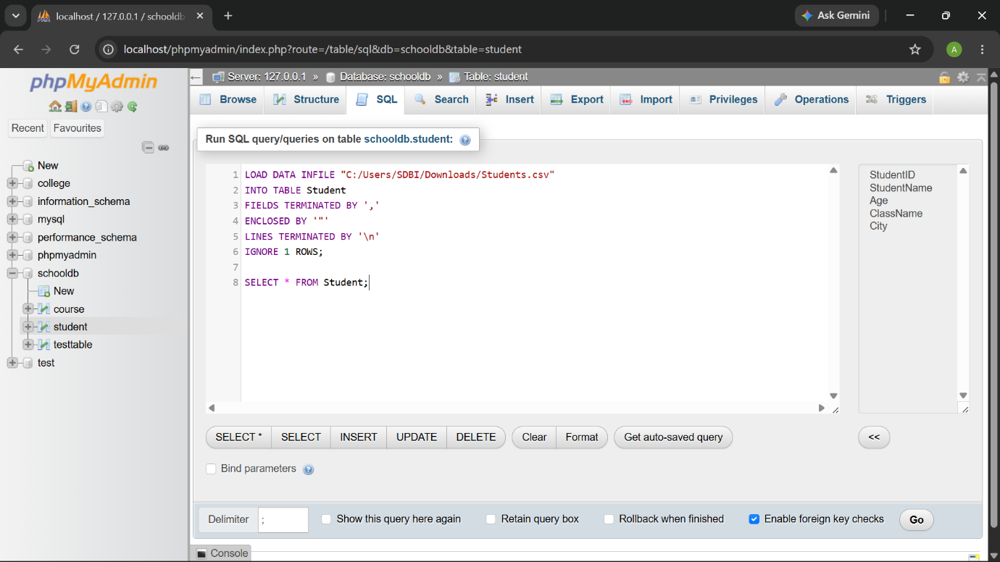 localhost / 127.0.0.1 / schooldb
Ask Gemini
localhost/phpmyadmin/index.php?route=/table/sql&db=schooldb&table=student
A
phpMyAdmin
Recent
Favourites
New
college
information_schema
mysql
performance_schema
phpmyadmin
schooldb
New
course
student
testtable
test
Server: 127.0.0.1 » Database: schooldb » Table: student
Browse Structure SQL Search Insert Export Import Privileges Operations Triggers
Run SQL query/queries on table schooldb.student:
1 LOAD DATA INFILE "C:/Users/SDBI/Downloads/Students.csv"
2 INTO TABLE Student
3 FIELDS TERMINATED BY ','
4 ENCLOSED BY '"'
5 LINES TERMINATED BY '\n'
6 IGNORE 1 ROWS;
7
8 SELECT * FROM Student;
StudentID
StudentName
Age
ClassName
City
SELECT * SELECT INSERT UPDATE DELETE Clear Format Get auto-saved query <<
Bind parameters
Delimiter ; Show this query here again Retain query box Rollback when finished Enable foreign key checks Go
Console